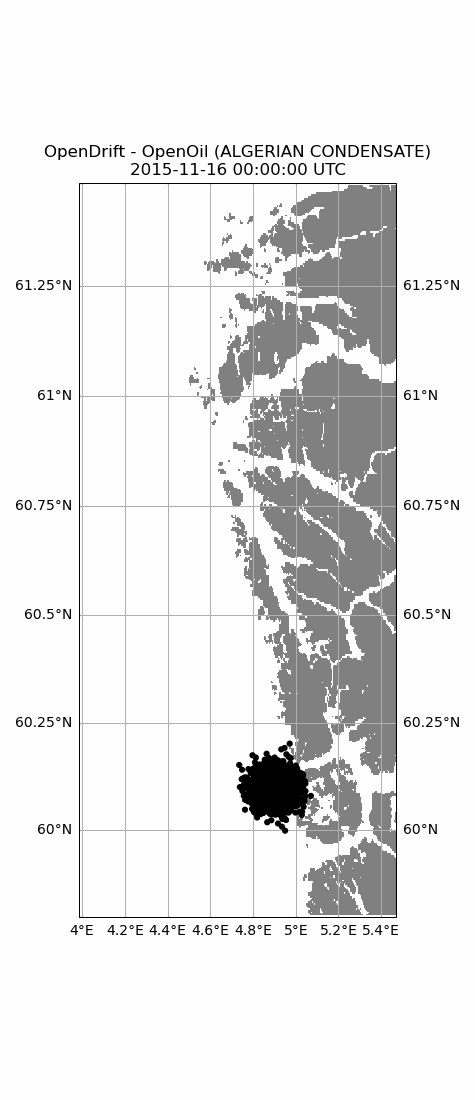 OpenDrift - OpenOil (ALGERIAN CONDENSATE)
2015-11-16 00:00:00 UTC
61.25°N 61.25°N
61°N 61°N
60.75°N 60.75°N
60.5°N 60.5°N
60.25°N 60.25°N
60°N 60°N
4°E 4.2°E 4.4°E 4.6°E 4.8°E 5°E 5.2°E 5.4°E